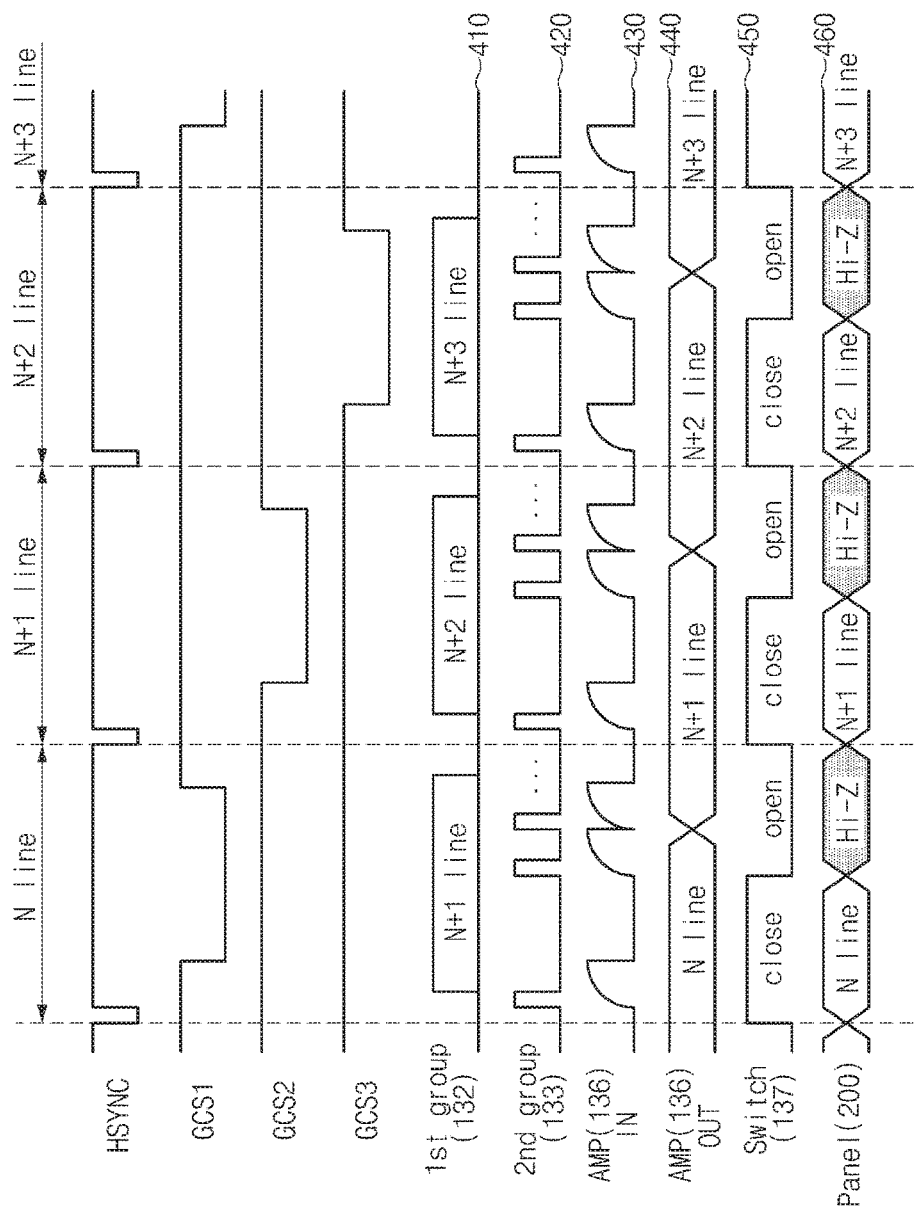 N line N+1 line N+2 line N+3 line
HSYNC
GCS1
GCS2
GCS3
1st group
(132)
N+1 line N+2 line N+3 line 410
2nd group
(133)
... ... ... 420
AMP(136)
IN
430
AMP(136)
OUT
N line N+1 line N+2 line N+3 line 440
Switch
(137)
close open close open close open 450
Panel(200) N line Hi-Z N+1 line Hi-Z N+2 line Hi-Z N+3 line 460